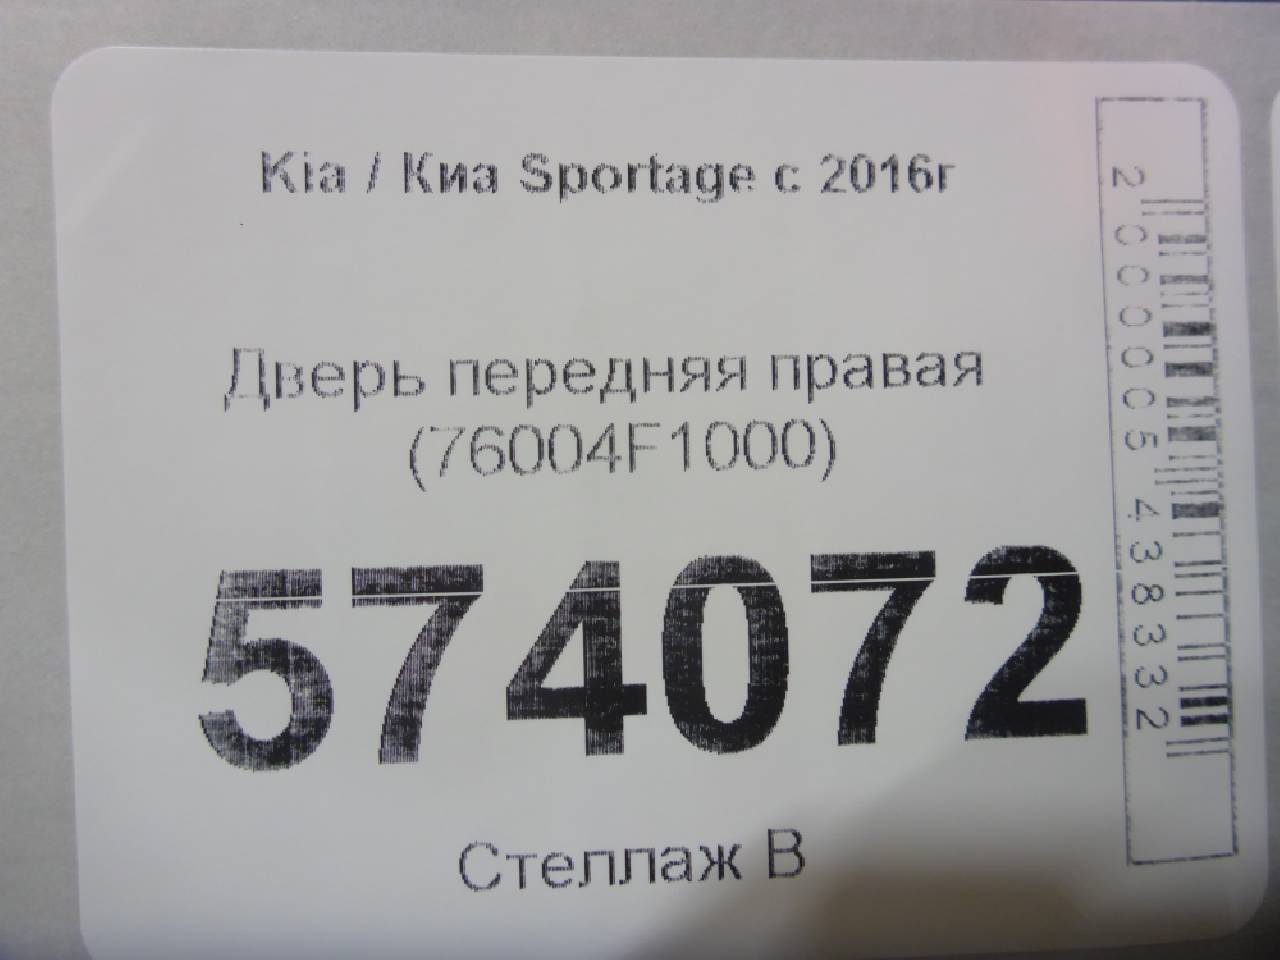 Kia / Киа Sportage с 2016г
Дверь передняя правая
(76004F1000)
574072
Стеллаж В
2000005438332